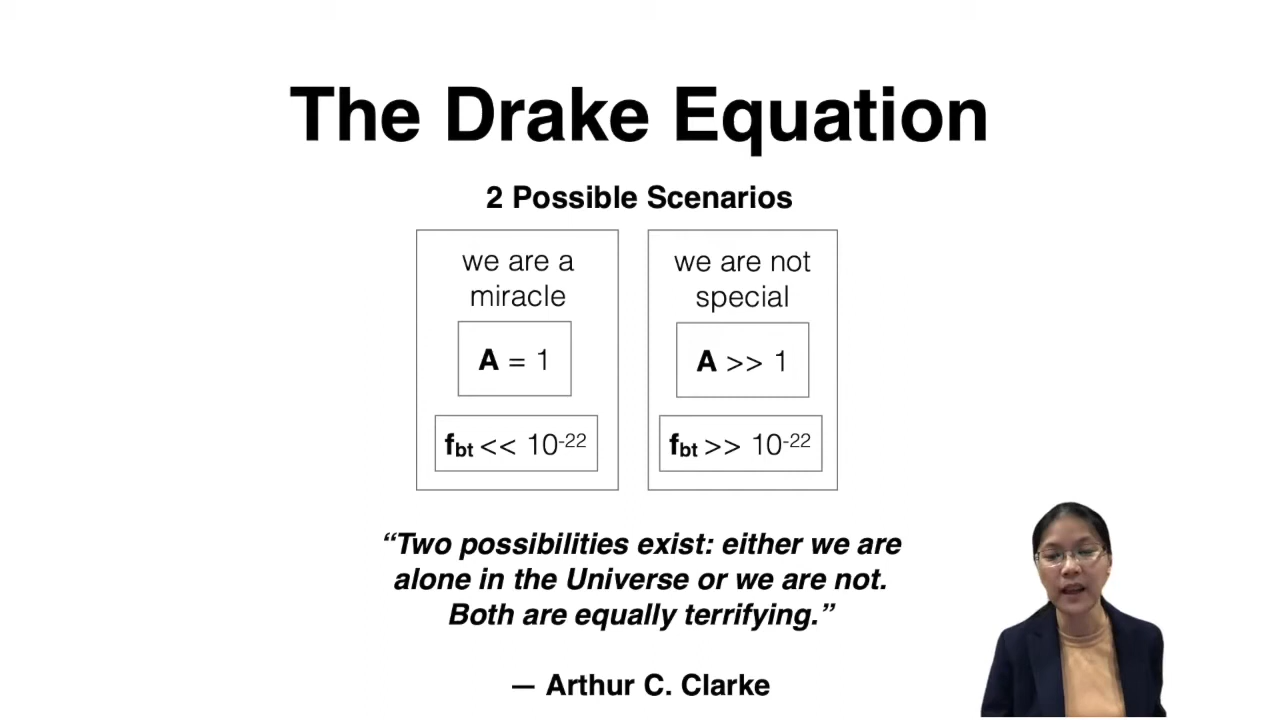 The Drake Equation
2 Possible Scenarios
we are a
miracle
A = 1
f_bt << 10^-22
we are not
special
A >> 1
f_bt >> 10^-22
“Two possibilities exist: either we are
alone in the Universe or we are not.
Both are equally terrifying.”
— Arthur C. Clarke